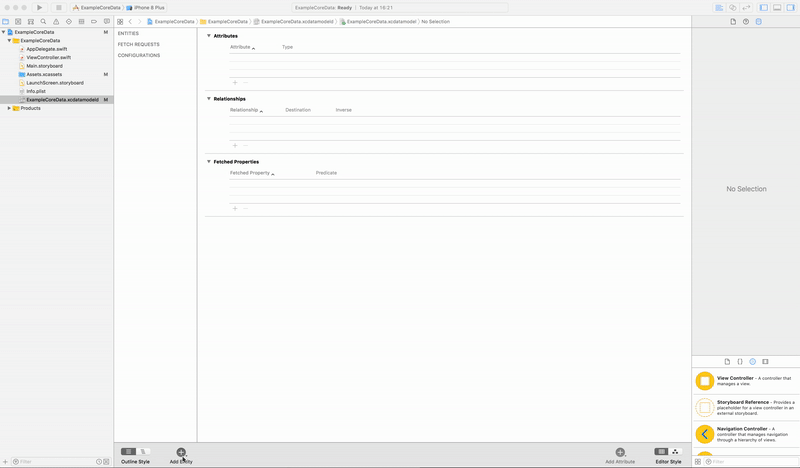 ExampleCoreData
iPhone 8 Plus
ExampleCoreData: Ready | Today at 16:21
ExampleCoreData
ExampleCoreData
ExampleCoreData.xcdatamodeld
ExampleCoreData.xcdatamodel
No Selection
ExampleCoreData M
ExampleCoreData
AppDelegate.swift
ViewController.swift
Main.storyboard
Assets.xcassets M
LaunchScreen.storyboard
Info.plist
ExampleCoreData.xcdatamodeld M
Products
ENTITIES
FETCH REQUESTS
CONFIGURATIONS
Attributes
Attribute Type
Relationships
Relationship Destination Inverse
Fetched Properties
Fetched Property Predicate
No Selection
View Controller - A controller that
manages a view.
Storyboard Reference - Provides a
placeholder for a view controller in an
external storyboard.
Navigation Controller - A
controller that manages navigation
through a hierarchy of views.
Filter
Outline Style
Add Entity
Add Attribute
Editor Style
Filter